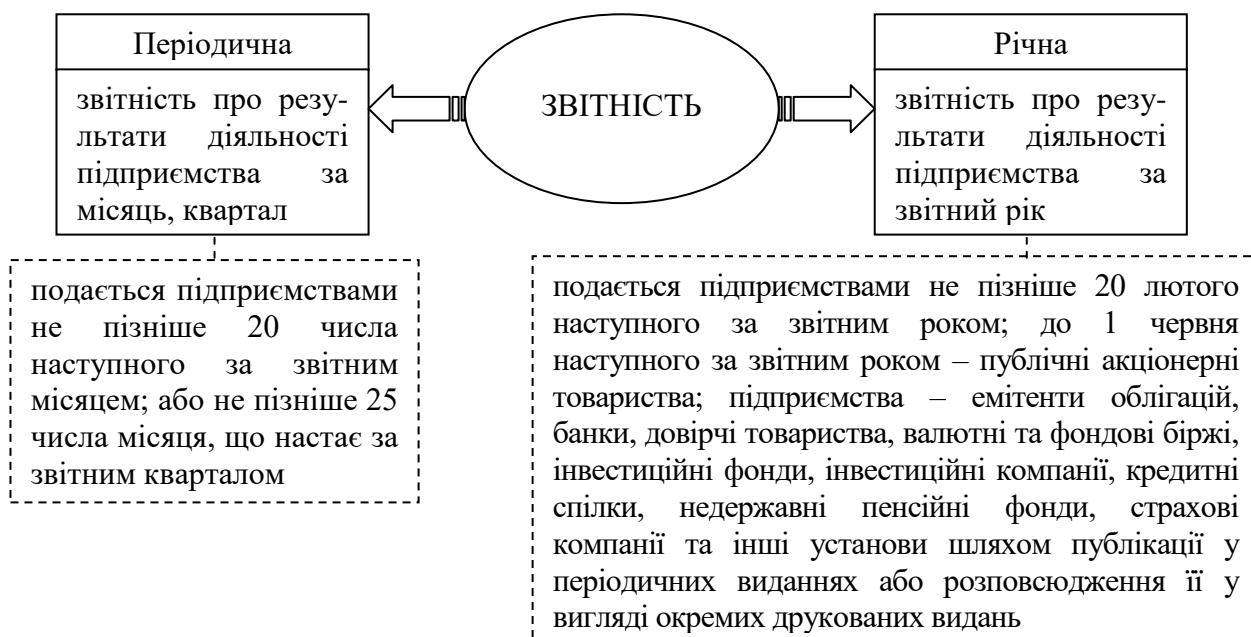 Періодична
звітність про резу-
льтати діяльності
підприємства за
місяць, квартал
ЗВІТНІСТЬ
Річна
звітність про резу-
льтати діяльності
підприємства за
звітний рік
подається підприємствами
не пізніше 20 числа
наступного за звітним
місяцем; або не пізніше 25
числа місяця, що настає за
звітним кварталом
подається підприємствами не пізніше 20 лютого
наступного за звітним роком; до 1 червня
наступного за звітним роком – публічні акціонерні
товариства; підприємства – емітенти облігацій,
банки, довірчі товариства, валютні та фондові біржі,
інвестиційні фонди, інвестиційні компанії, кредитні
спілки, недержавні пенсійні фонди, страхові
компанії та інші установи шляхом публікації у
періодичних виданнях або розповсюдження її у
вигляді окремих друкованих видань